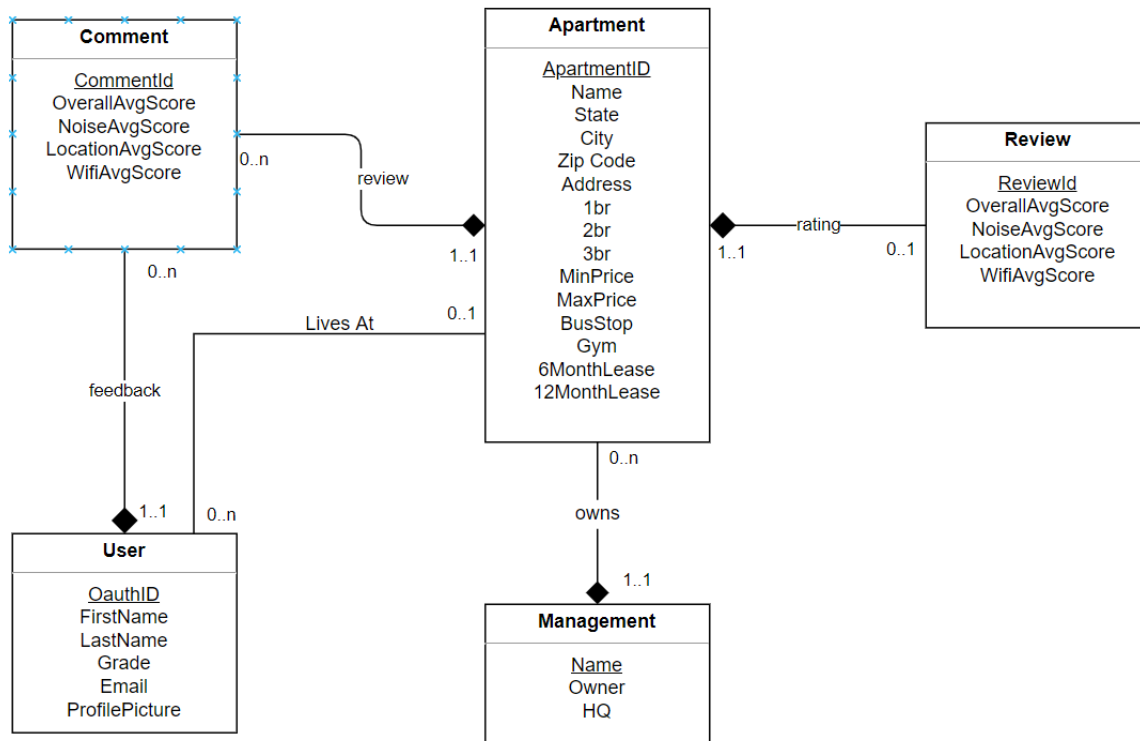 Comment
CommentId
OverallAvgScore
NoiseAvgScore
LocationAvgScore
WifiAvgScore
0..n
review
1..1
0..n
feedback
1..1
Lives At
0..1
0..n
Apartment
ApartmentID
Name
State
City
Zip Code
Address
1br
2br
3br
MinPrice
MaxPrice
BusStop
Gym
6MonthLease
12MonthLease
1..1
rating
0..1
Review
ReviewId
OverallAvgScore
NoiseAvgScore
LocationAvgScore
WifiAvgScore
0..n
owns
1..1
User
OauthID
FirstName
LastName
Grade
Email
ProfilePicture
Management
Name
Owner
HQ